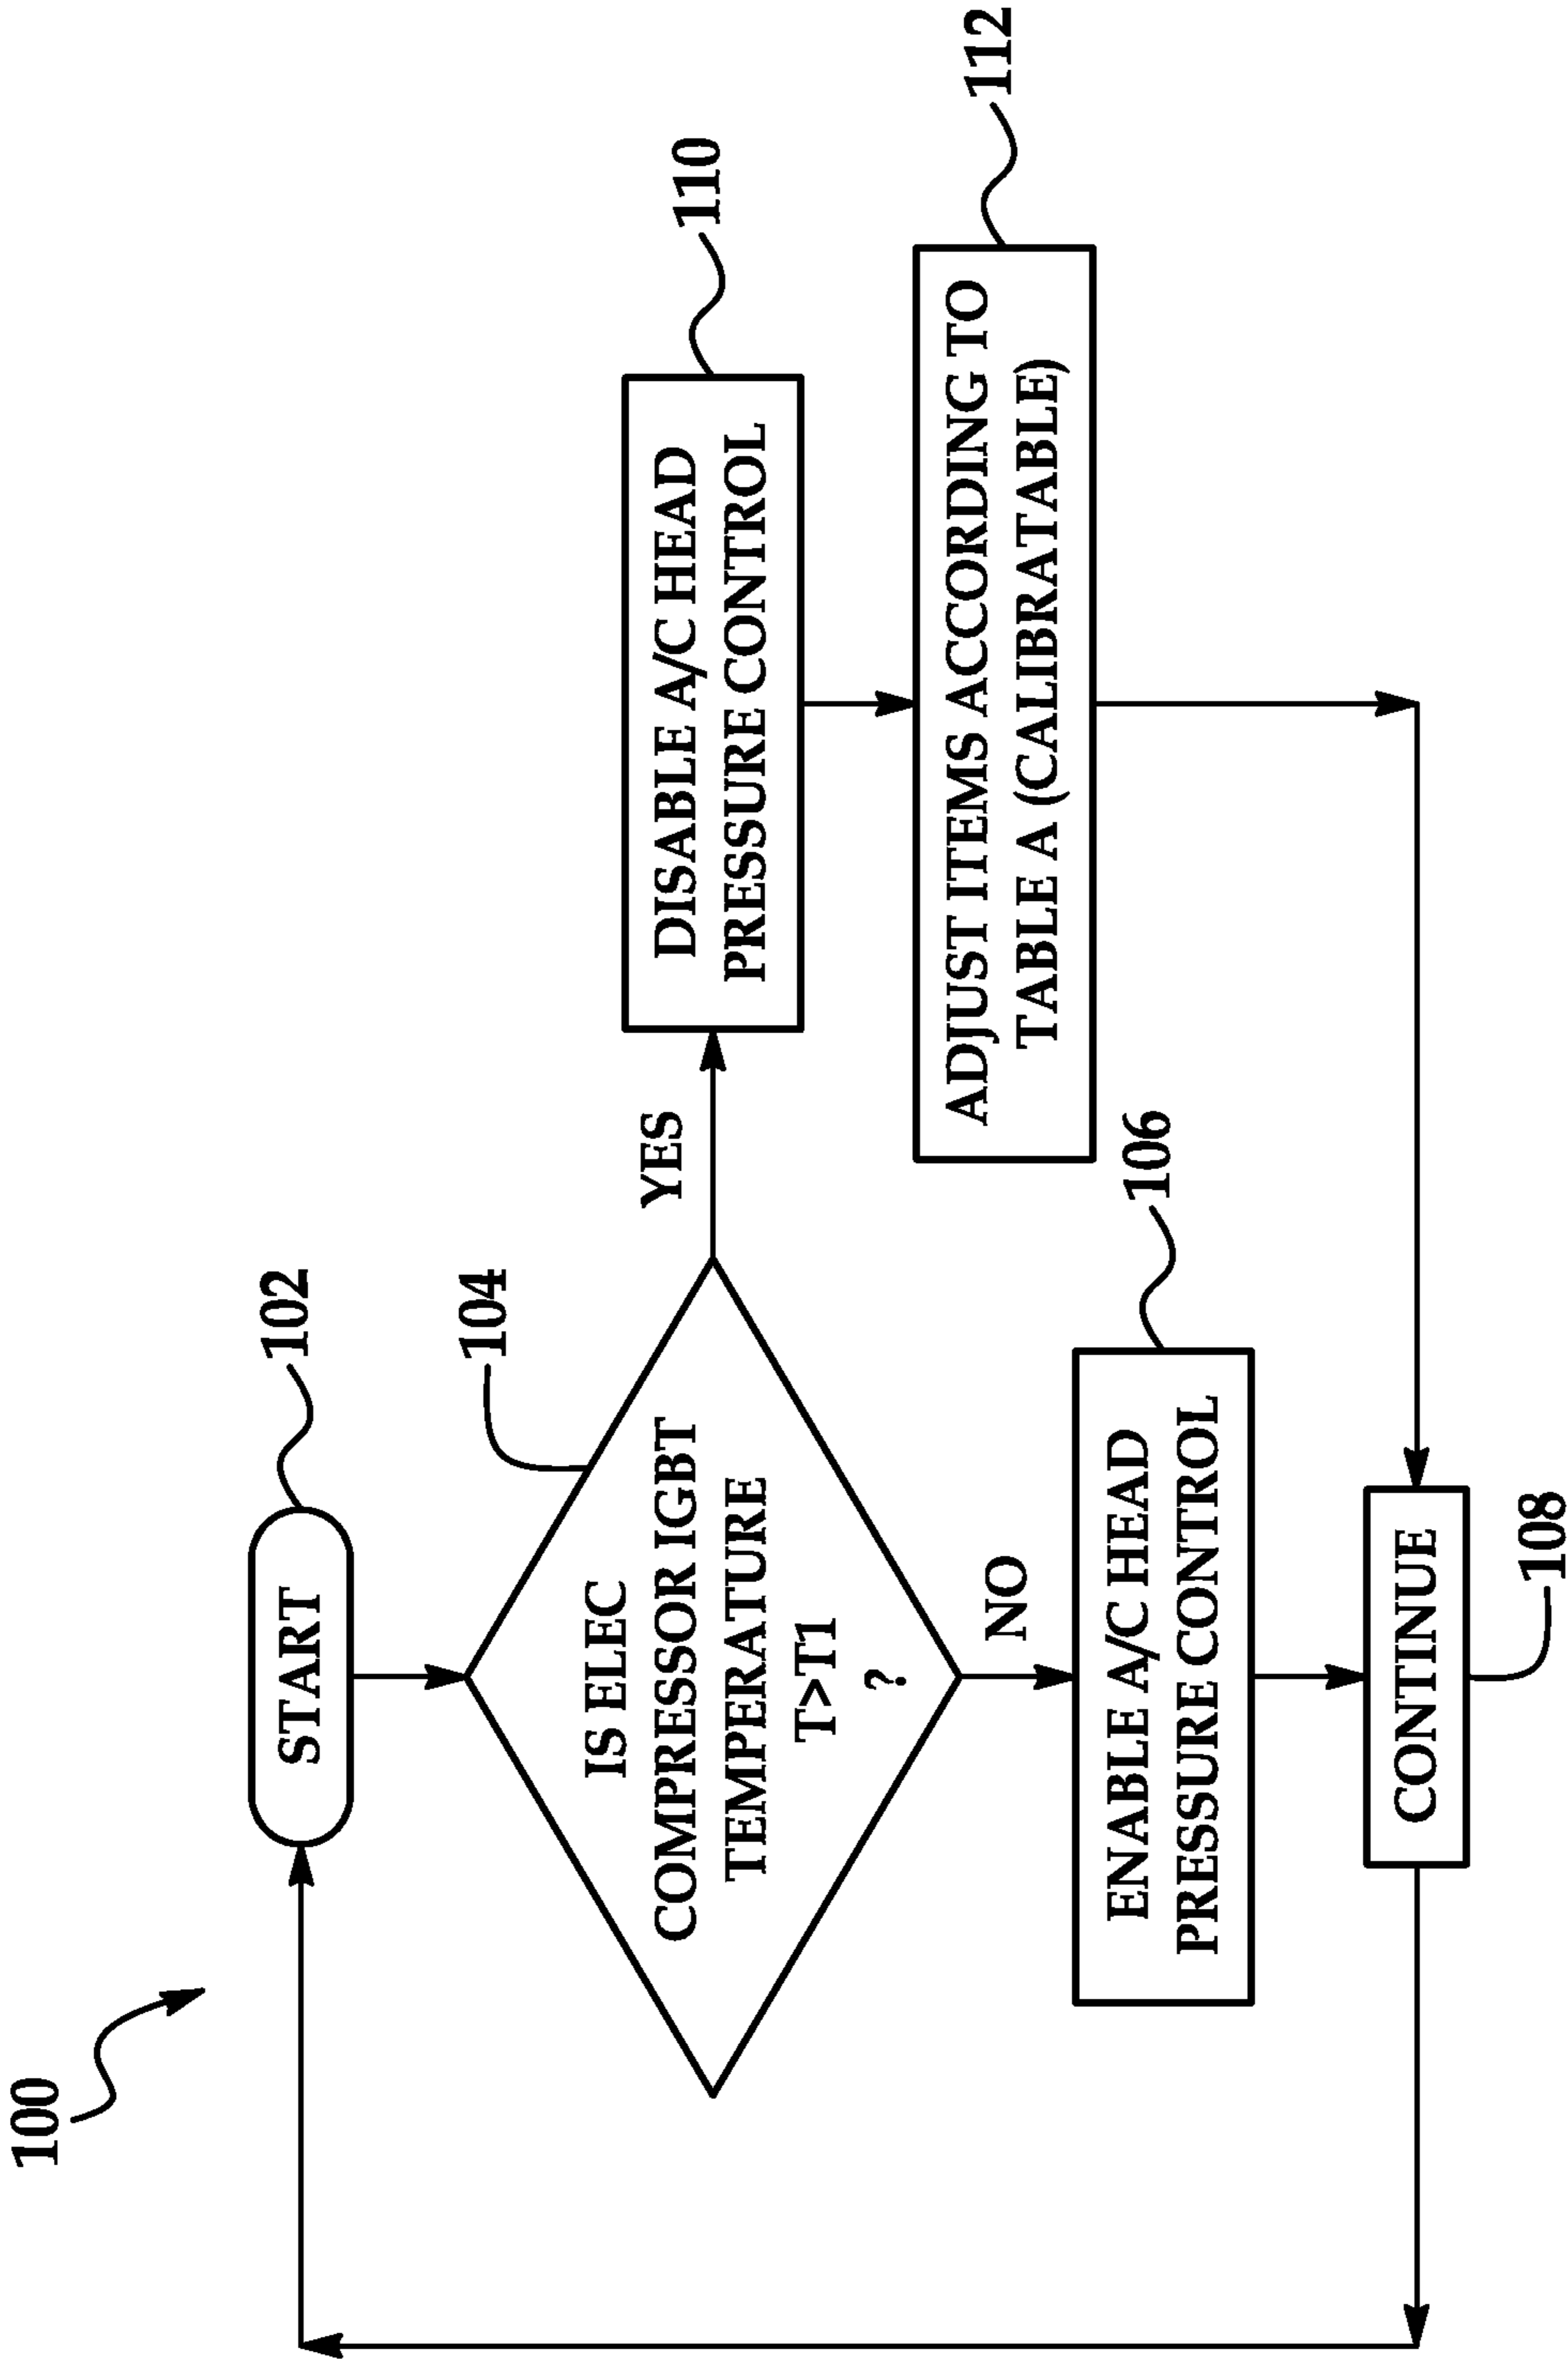 100
START
102
104
IS ELEC
COMPRESSOR IGBT
TEMPERATURE
T>T1
?
YES
DISABLE A/C HEAD
PRESSURE CONTROL
110
ADJUST ITEMS ACCORDING TO
TABLE A (CALIBRATABLE)
112
NO
ENABLE A/C HEAD
PRESSURE CONTROL
106
CONTINUE
108